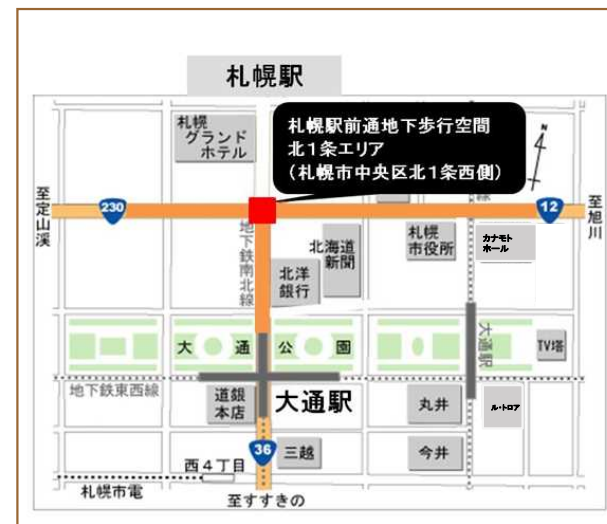 札幌駅
札幌
グランド
ホテル
札幌駅前通地下歩行空間
北1条エリア
(札幌市中央区北1条西側)
N
線
至定山渓
230
12
至旭川
地下鉄南北線
北海道
新聞
札幌
市役所
カナモト
ホール
北洋
銀行
大通公園
大通駅
TV塔
地下鉄東西線
道銀
本店
大通駅
丸井
ル・トロア
36
三越
今井
西4丁目
札幌市電
至すすきの